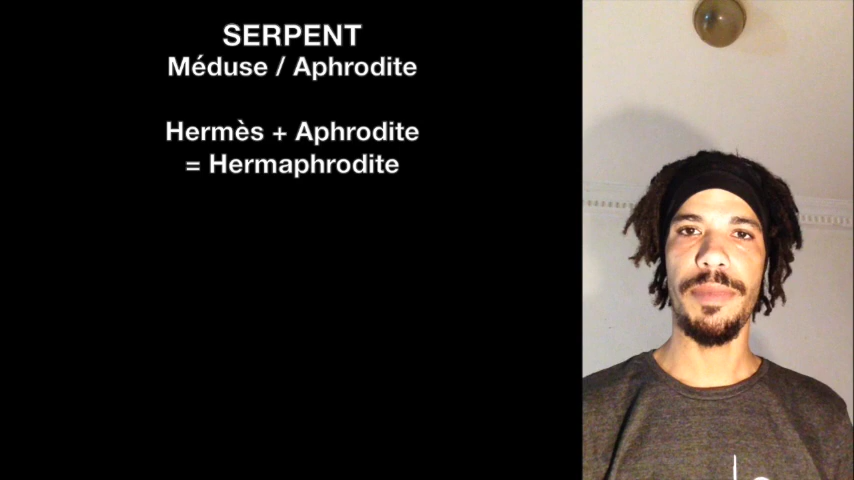 SERPENT
Méduse / Aphrodite
Hermès + Aphrodite
= Hermaphrodite